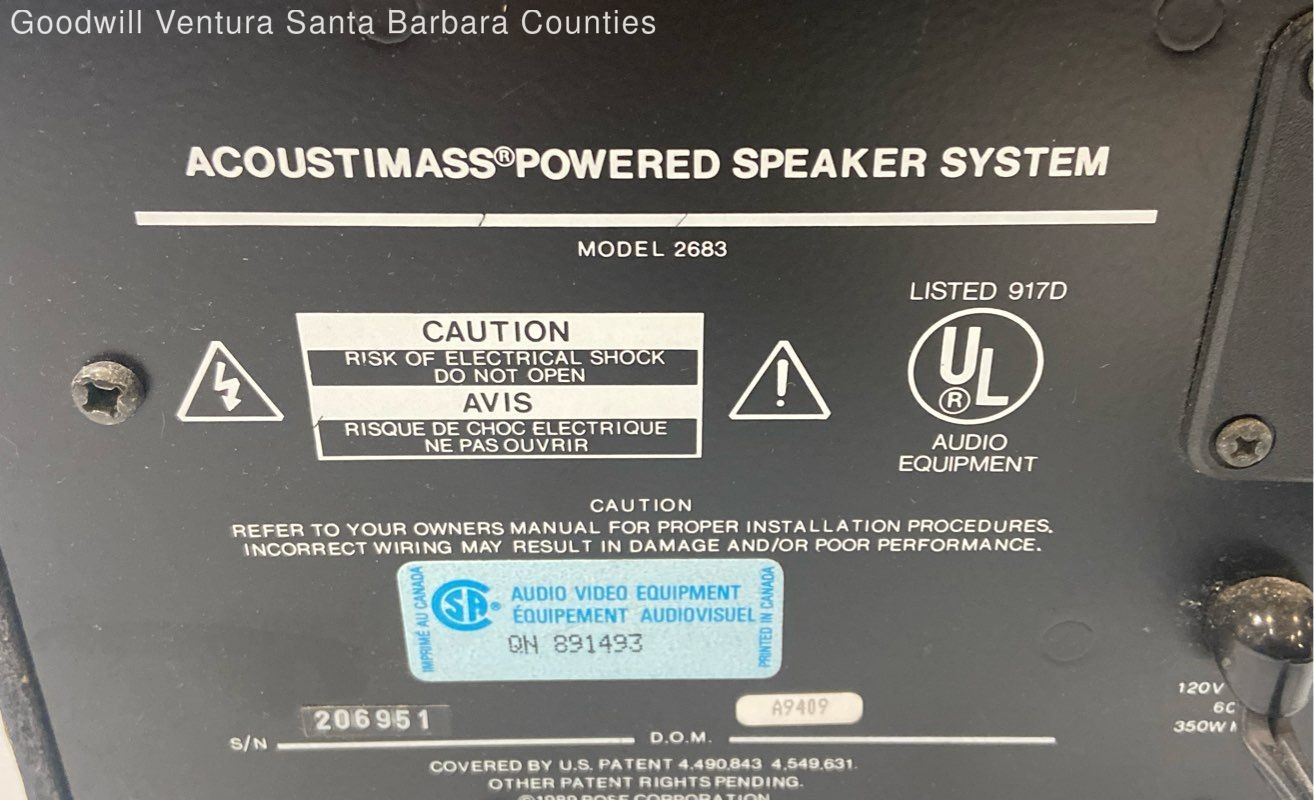 Goodwill Ventura Santa Barbara Counties
ACOUSTIMASS®POWERED SPEAKER SYSTEM
MODEL 2683
LISTED 917D
UL
®
AUDIO
EQUIPMENT
CAUTION
RISK OF ELECTRICAL SHOCK
DO NOT OPEN
AVIS
RISQUE DE CHOC ELECTRIQUE
NE PAS OUVRIR
!
CAUTION
REFER TO YOUR OWNERS MANUAL FOR PROPER INSTALLATION PROCEDURES.
INCORRECT WIRING MAY RESULT IN DAMAGE AND/OR POOR PERFORMANCE.
IMPRIMÉ AU CANADA
SA®
AUDIO VIDEO EQUIPMENT
ÉQUIPEMENT AUDIOVISUEL
QN 891493
PRINTED IN CANADA
120V
350W
S/N 206951
D.O.M. A9409
COVERED BY U.S. PATENT 4,490,843 4,549,631.
OTHER PATENT RIGHTS PENDING.
©1989 BOSE CORPORATION